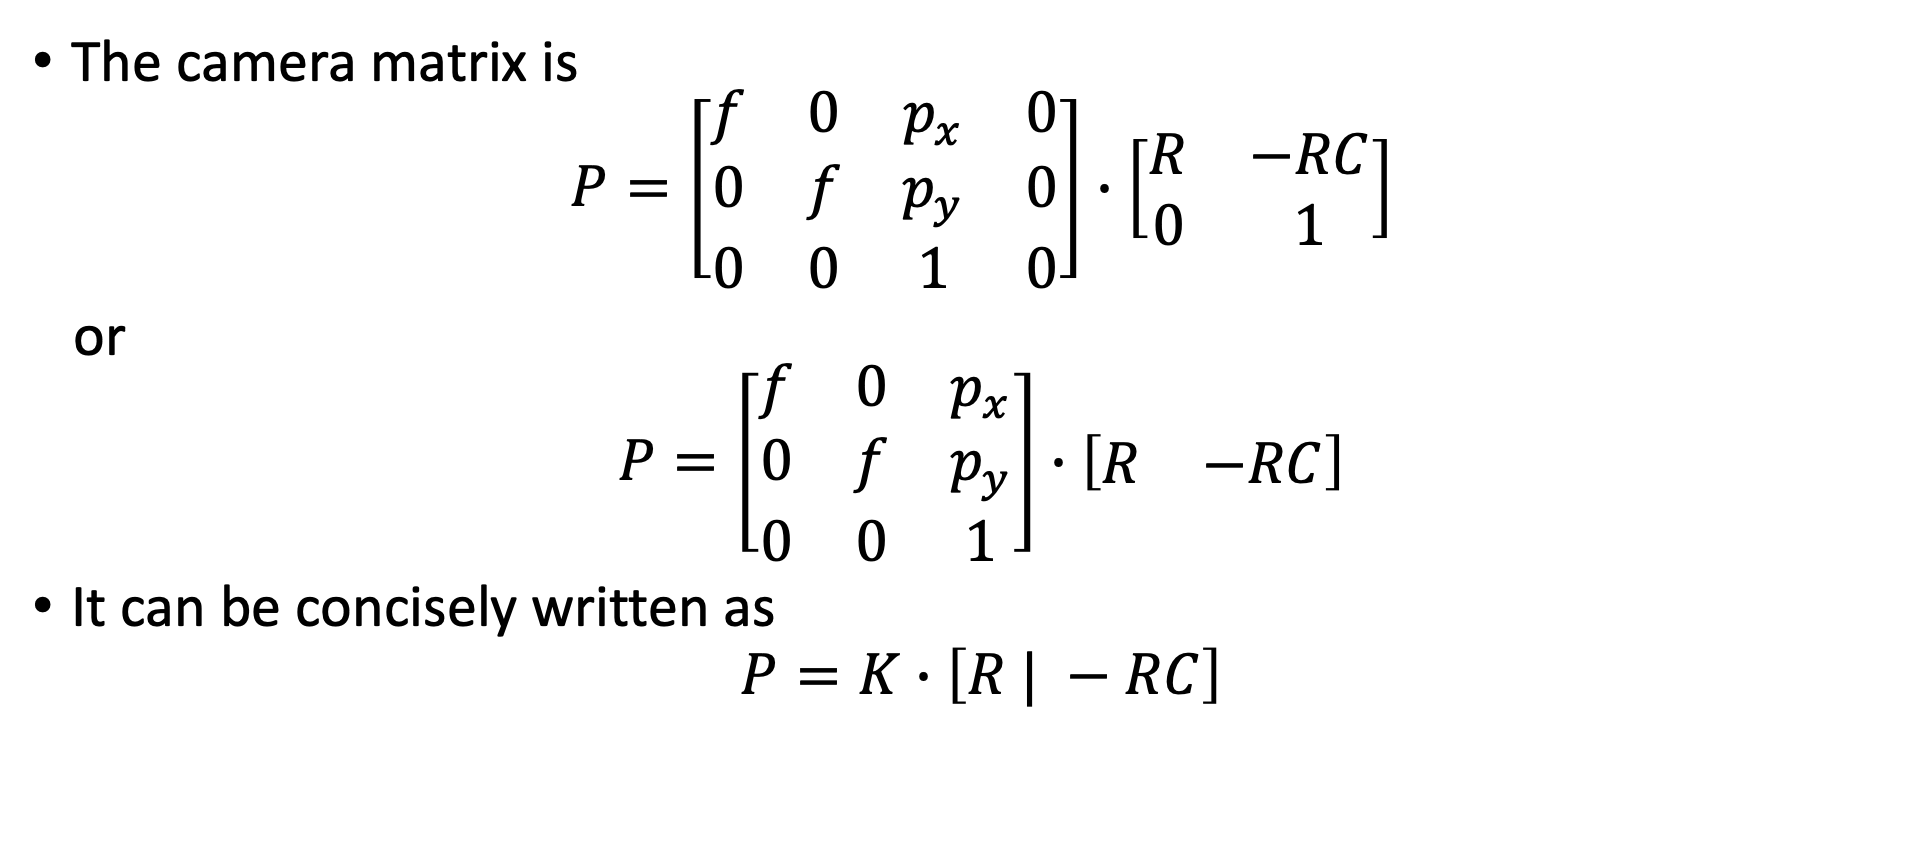 • The camera matrix is
P = [f 0 p_x 0; 0 f p_y 0; 0 0 1 0] · [R −RC; 0 1]
or
P = [f 0 p_x; 0 f p_y; 0 0 1] · [R −RC]
• It can be concisely written as
P = K · [R | − RC]